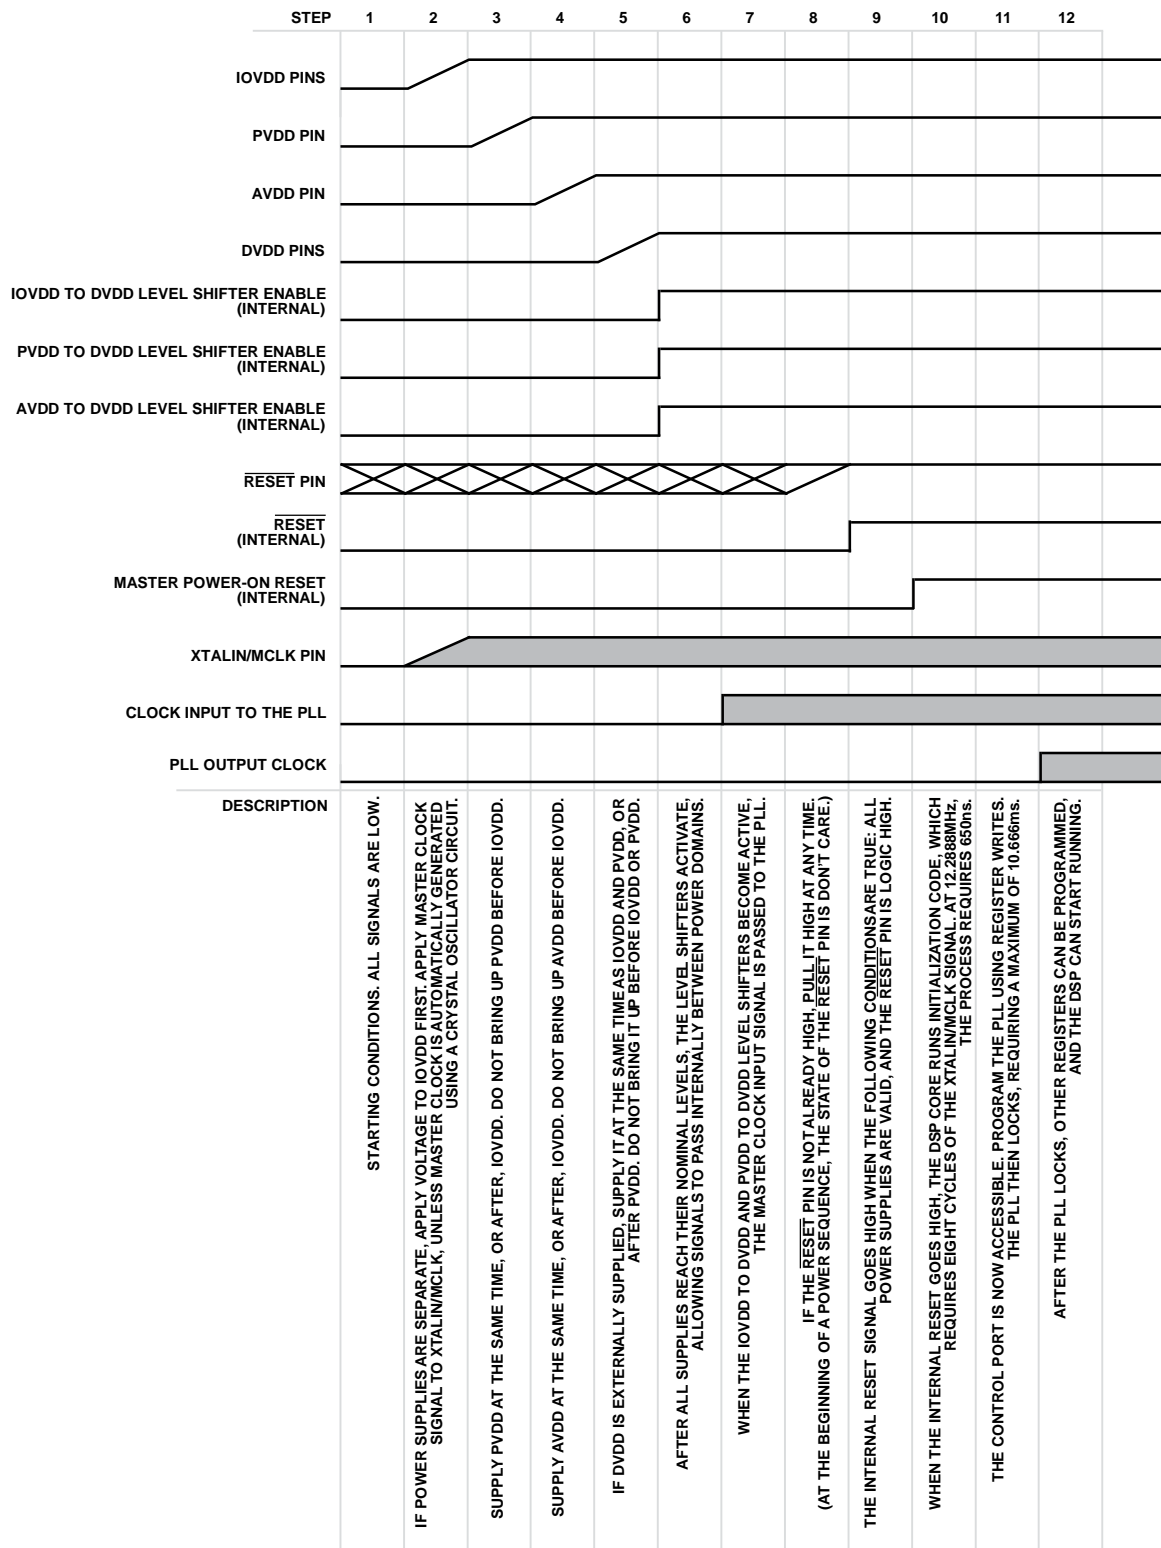 STEP 1 2 3 4 5 6 7 8 9 10 11 12
IOVDD PINS
PVDD PIN
AVDD PIN
DVDD PINS
IOVDD TO DVDD LEVEL SHIFTER ENABLE
(INTERNAL)
PVDD TO DVDD LEVEL SHIFTER ENABLE
(INTERNAL)
AVDD TO DVDD LEVEL SHIFTER ENABLE
(INTERNAL)
RESET PIN
RESET
(INTERNAL)
MASTER POWER-ON RESET
(INTERNAL)
XTALIN/MCLK PIN
CLOCK INPUT TO THE PLL
PLL OUTPUT CLOCK
DESCRIPTION
STARTING CONDITIONS. ALL SIGNALS ARE LOW.
IF POWER SUPPLIES ARE SEPARATE, APPLY VOLTAGE TO IOVDD FIRST. APPLY MASTER CLOCK
SIGNAL TO XTALIN/MCLK, UNLESS MASTER CLOCK IS AUTOMATICALLY GENERATED
USING A CRYSTAL OSCILLATOR CIRCUIT.
SUPPLY PVDD AT THE SAME TIME, OR AFTER, IOVDD. DO NOT BRING UP PVDD BEFORE IOVDD.
SUPPLY AVDD AT THE SAME TIME, OR AFTER, IOVDD. DO NOT BRING UP AVDD BEFORE IOVDD.
IF DVDD IS EXTERNALLY SUPPLIED, SUPPLY IT AT THE SAME TIME AS IOVDD AND PVDD, OR
AFTER PVDD. DO NOT BRING IT UP BEFORE IOVDD OR PVDD.
AFTER ALL SUPPLIES REACH THEIR NOMINAL LEVELS, THE LEVEL SHIFTERS ACTIVATE,
ALLOWING SIGNALS TO PASS INTERNALLY BETWEEN POWER DOMAINS.
WHEN THE IOVDD TO DVDD AND PVDD TO DVDD LEVEL SHIFTERS BECOME ACTIVE,
THE MASTER CLOCK INPUT SIGNAL IS PASSED TO THE PLL.
IF THE RESET PIN IS NOT ALREADY HIGH, PULL IT HIGH AT ANY TIME.
(AT THE BEGINNING OF A POWER SEQUENCE, THE STATE OF THE RESET PIN IS DON'T CARE.)
THE INTERNAL RESET SIGNAL GOES HIGH WHEN THE FOLLOWING CONDITIONS ARE TRUE: ALL
POWER SUPPLIES ARE VALID, AND THE RESET PIN IS LOGIC HIGH.
WHEN THE INTERNAL RESET GOES HIGH, THE DSP CORE RUNS INITIALIZATION CODE, WHICH
REQUIRES EIGHT CYCLES OF THE XTALIN/MCLK SIGNAL. AT 12.2888MHz,
THE PROCESS REQUIRES 650ns.
THE CONTROL PORT IS NOW ACCESSIBLE. PROGRAM THE PLL USING REGISTER WRITES.
THE PLL THEN LOCKS, REQUIRING A MAXIMUM OF 10.666ms.
AFTER THE PLL LOCKS, OTHER REGISTERS CAN BE PROGRAMMED,
AND THE DSP CAN START RUNNING.